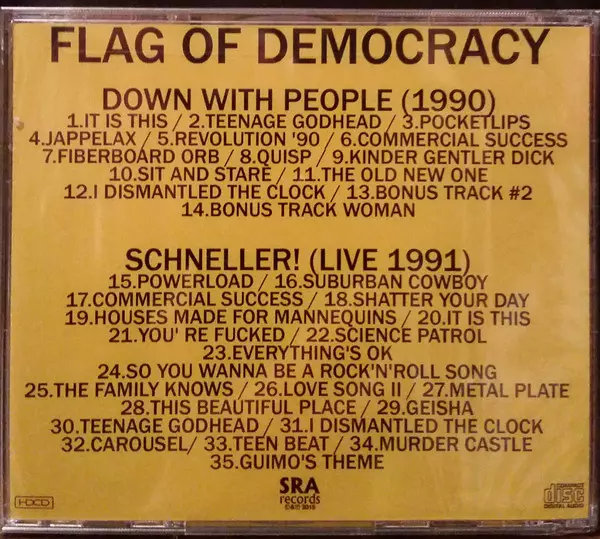 FLAG OF DEMOCRACY
DOWN WITH PEOPLE (1990)
1.IT IS THIS / 2.TEENAGE GODHEAD / 3.POCKETLIPS
4.JAPPELAX / 5.REVOLUTION '90 / 6.COMMERCIAL SUCCESS
7.FIBERBOARD ORB / 8.QUISP / 9.KINDER GENTLER DICK
10.SIT AND STARE / 11.THE OLD NEW ONE
12.I DISMANTLED THE CLOCK / 13.BONUS TRACK #2
14.BONUS TRACK WOMAN
SCHNELLER! (LIVE 1991)
15.POWERLOAD / 16.SUBURBAN COWBOY
17.COMMERCIAL SUCCESS / 18.SHATTER YOUR DAY
19.HOUSES MADE FOR MANNEQUINS / 20.IT IS THIS
21.YOU' RE FUCKED / 22.SCIENCE PATROL
23.EVERYTHING'S OK
24.SO YOU WANNA BE A ROCK'N'ROLL SONG
25.THE FAMILY KNOWS / 26.LOVE SONG II / 27.METAL PLATE
28.THIS BEAUTIFUL PLACE / 29.GEISHA
30.TEENAGE GODHEAD / 31.I DISMANTLED THE CLOCK
32.CAROUSEL/ 33.TEEN BEAT / 34.MURDER CASTLE
35.GUIMO'S THEME
SRA
records
HDCD
COMPACT
disc
DIGITAL AUDIO